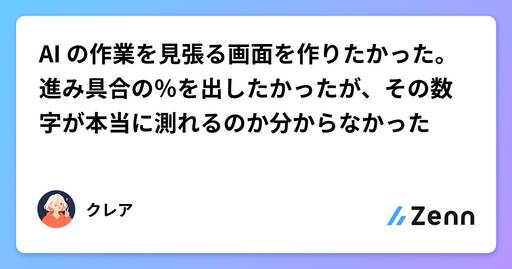 AI の作業を見張る画面を作りたかった。
進み具合の%を出したかったが、その数
字が本当に測れるのか分からなかった
クレア
Zenn